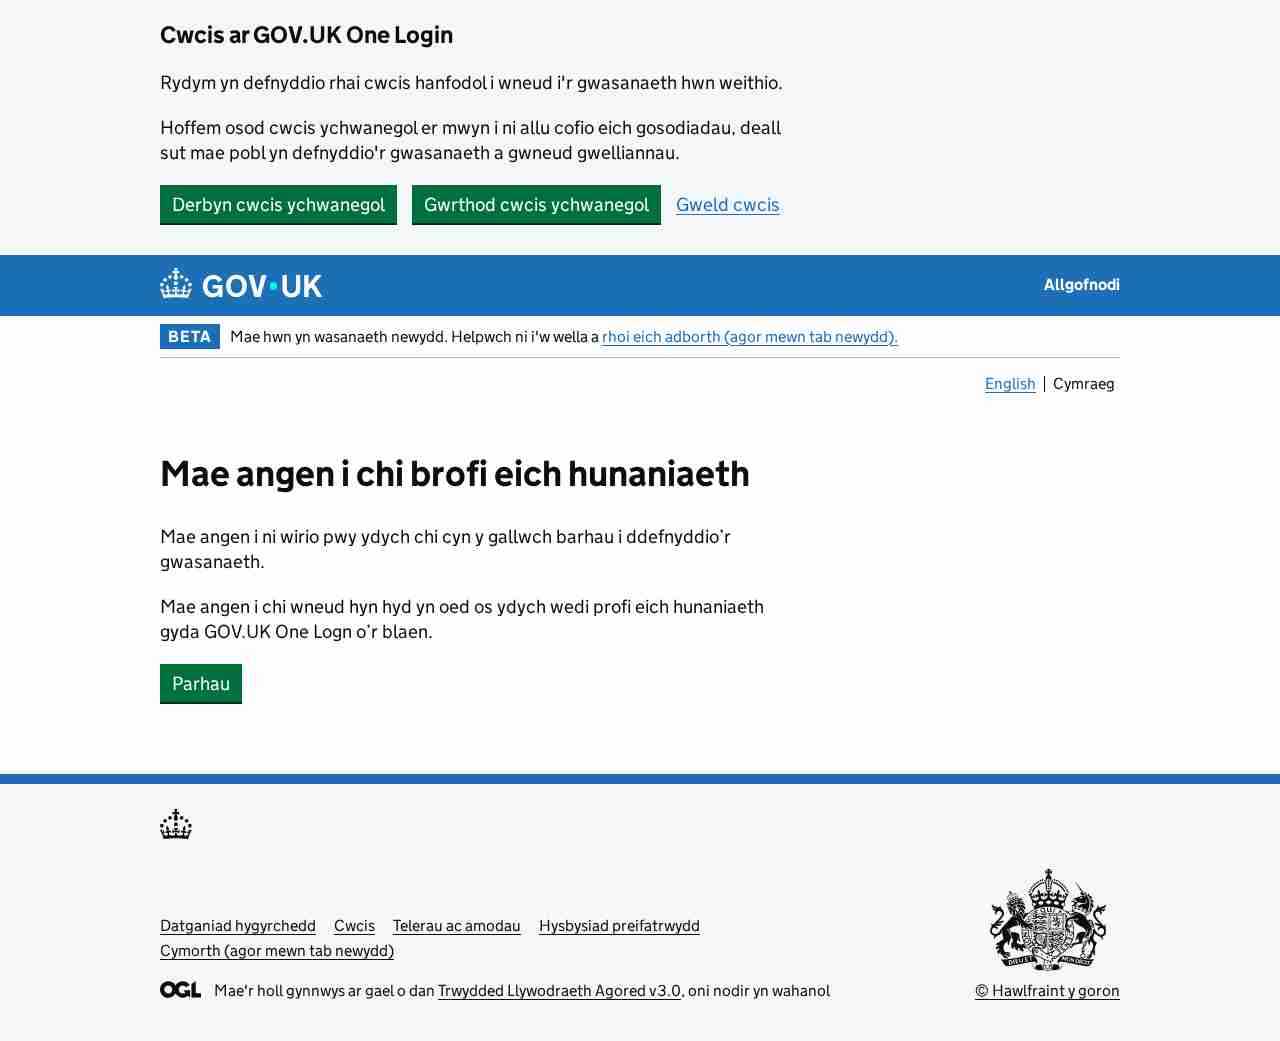 Cwcis ar GOV.UK One Login
Rydym yn defnyddio rhai cwcis hanfodol i wneud i'r gwasanaeth hwn weithio.
Hoffem osod cwcis ychwanegol er mwyn i ni allu cofio eich gosodiadau, deall
sut mae pobl yn defnyddio'r gwasanaeth a gwneud gwelliannau.
Derbyn cwcis ychwanegol Gwrthod cwcis ychwanegol Gweld cwcis
GOV·UK Allgofnodi
BETA Mae hwn yn wasanaeth newydd. Helpwch ni i'w wella a rhoi eich adborth (agor mewn tab newydd).
English Cymraeg
Mae angen i chi brofi eich hunaniaeth
Mae angen i ni wirio pwy ydych chi cyn y gallwch barhau i ddefnyddio’r
gwasanaeth.
Mae angen i chi wneud hyn hyd yn oed os ydych wedi profi eich hunaniaeth
gyda GOV.UK One Logn o’r blaen.
Parhau
Datganiad hygyrchedd Cwcis Telerau ac amodau Hysbysiad preifatrwydd
Cymorth (agor mewn tab newydd)
OGL Mae'r holl gynnwys ar gael o dan Trwydded Llywodraeth Agored v3.0, oni nodir yn wahanol
© Hawlfraint y goron